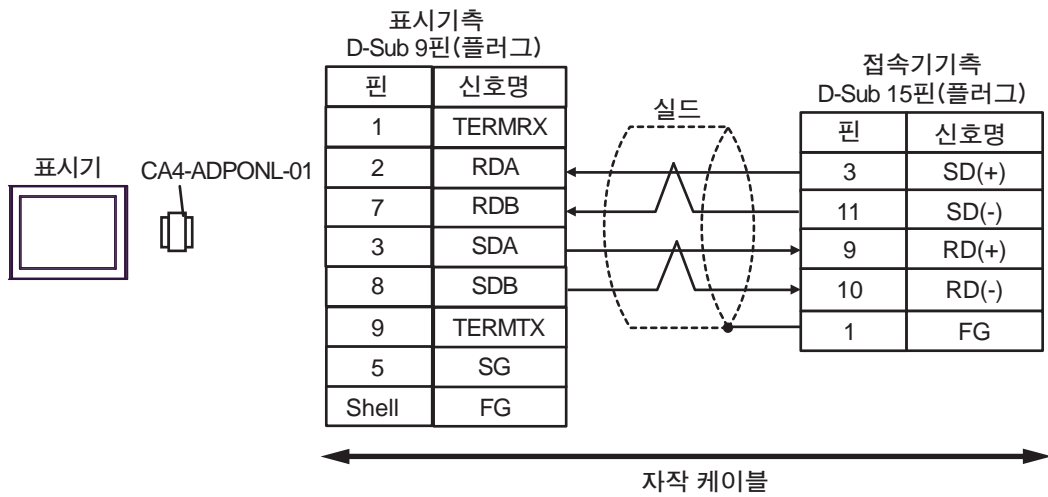 표시기
CA4-ADPONL-01
표시기측
D-Sub 9핀(플러그)
핀 신호명
1 TERMRX
2 RDA
7 RDB
3 SDA
8 SDB
9 TERMTX
5 SG
Shell FG
실드
접속기기측
D-Sub 15핀(플러그)
핀 신호명
3 SD(+)
11 SD(-)
9 RD(+)
10 RD(-)
1 FG
자작 케이블